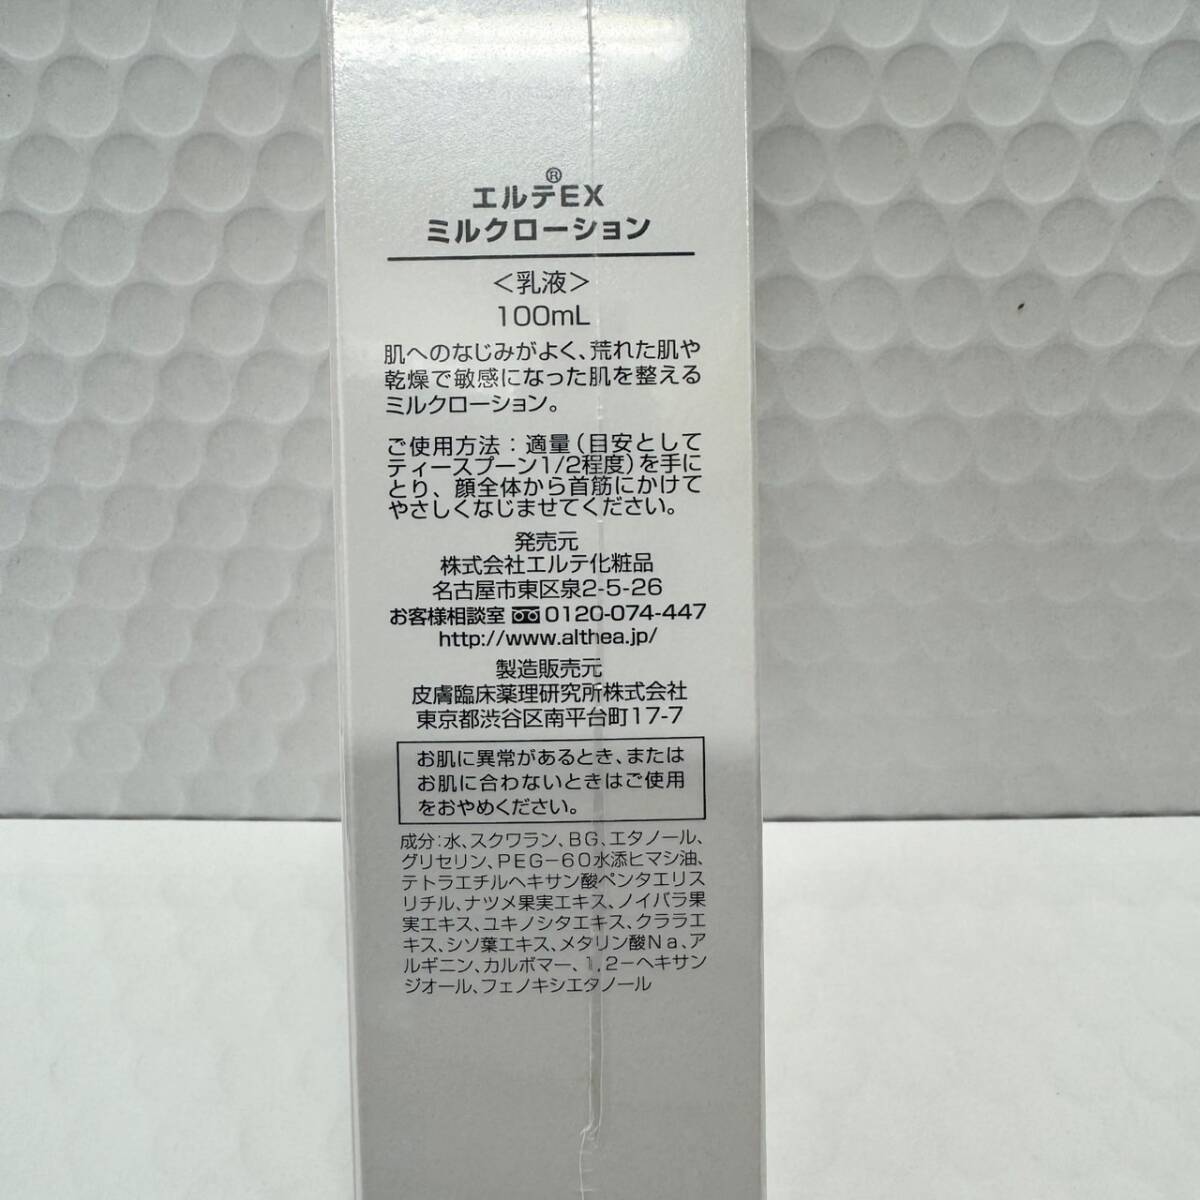 エルテ®EX
ミルクローション
＜乳液＞
100mL
肌へのなじみがよく、荒れた肌や
乾燥で敏感になった肌を整える
ミルクローション。
ご使用方法：適量（目安として
ティースプーン1/2程度）を手に
とり、顔全体から首筋にかけて
やさしくなじませてください。
発売元
株式会社エルテ化粧品
名古屋市東区泉2-5-26
お客様相談室 0120-074-447
http://www.althea.jp/
製造販売元
皮膚臨床薬理研究所株式会社
東京都渋谷区南平台町17-7
お肌に異常があるとき、または
お肌に合わないときはご使用
をおやめください。
成分：水、スクワラン、BG、エタノール、
グリセリン、PEG－60水添ヒマシ油、
テトラエチルヘキサン酸ペンタエリス
リチル、ナツメ果実エキス、ノイバラ果
実エキス、ユキノシタエキス、クララエ
キス、シソ葉エキス、メタリン酸Na、ア
ルギニン、カルボマー、1,2－ヘキサン
ジオール、フェノキシエタノール